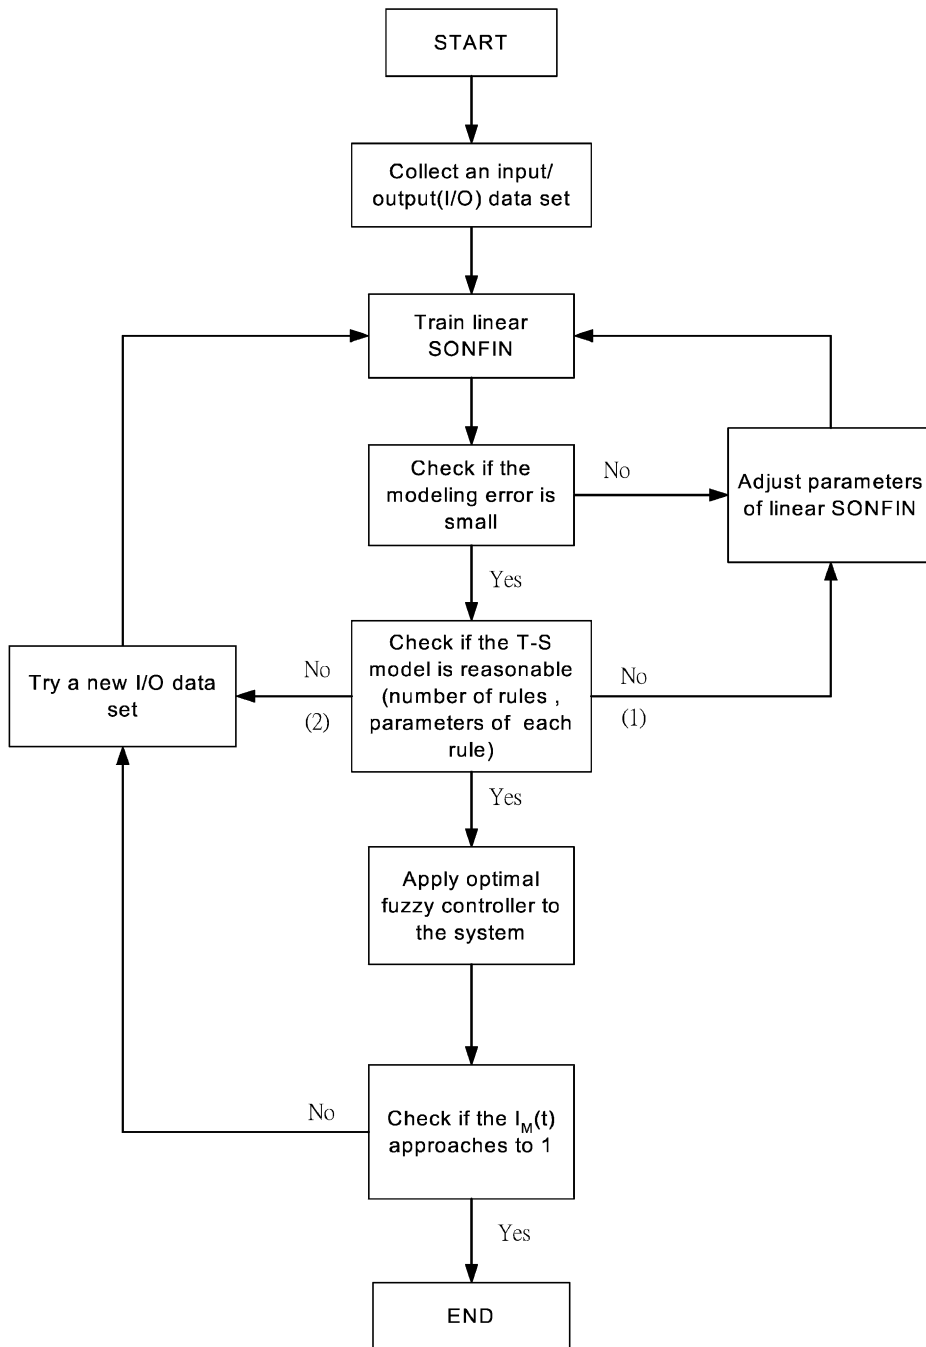 START
Collect an input/
output(I/O) data set
Train linear
SONFIN
Check if the
modeling error is
small
No
Adjust parameters
of linear SONFIN
Yes
Check if the T-S
model is reasonable
(number of rules ,
parameters of each
rule)
No
(2)
No
(1)
Try a new I/O data
set
Yes
Apply optimal
fuzzy controller to
the system
Check if the I_M(t)
approaches to 1
No
Yes
END